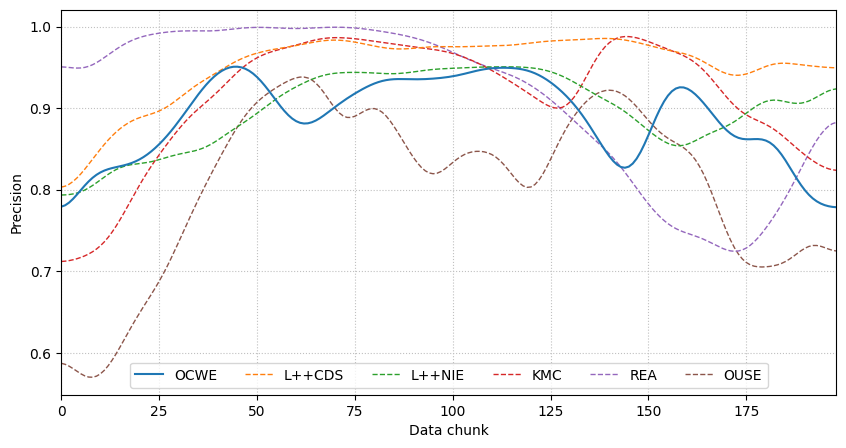 1.0
0.9
0.8
0.7
0.6
Precision
OCWE L++CDS L++NIE KMC REA OUSE
0 25 50 75 100 125 150 175
Data chunk